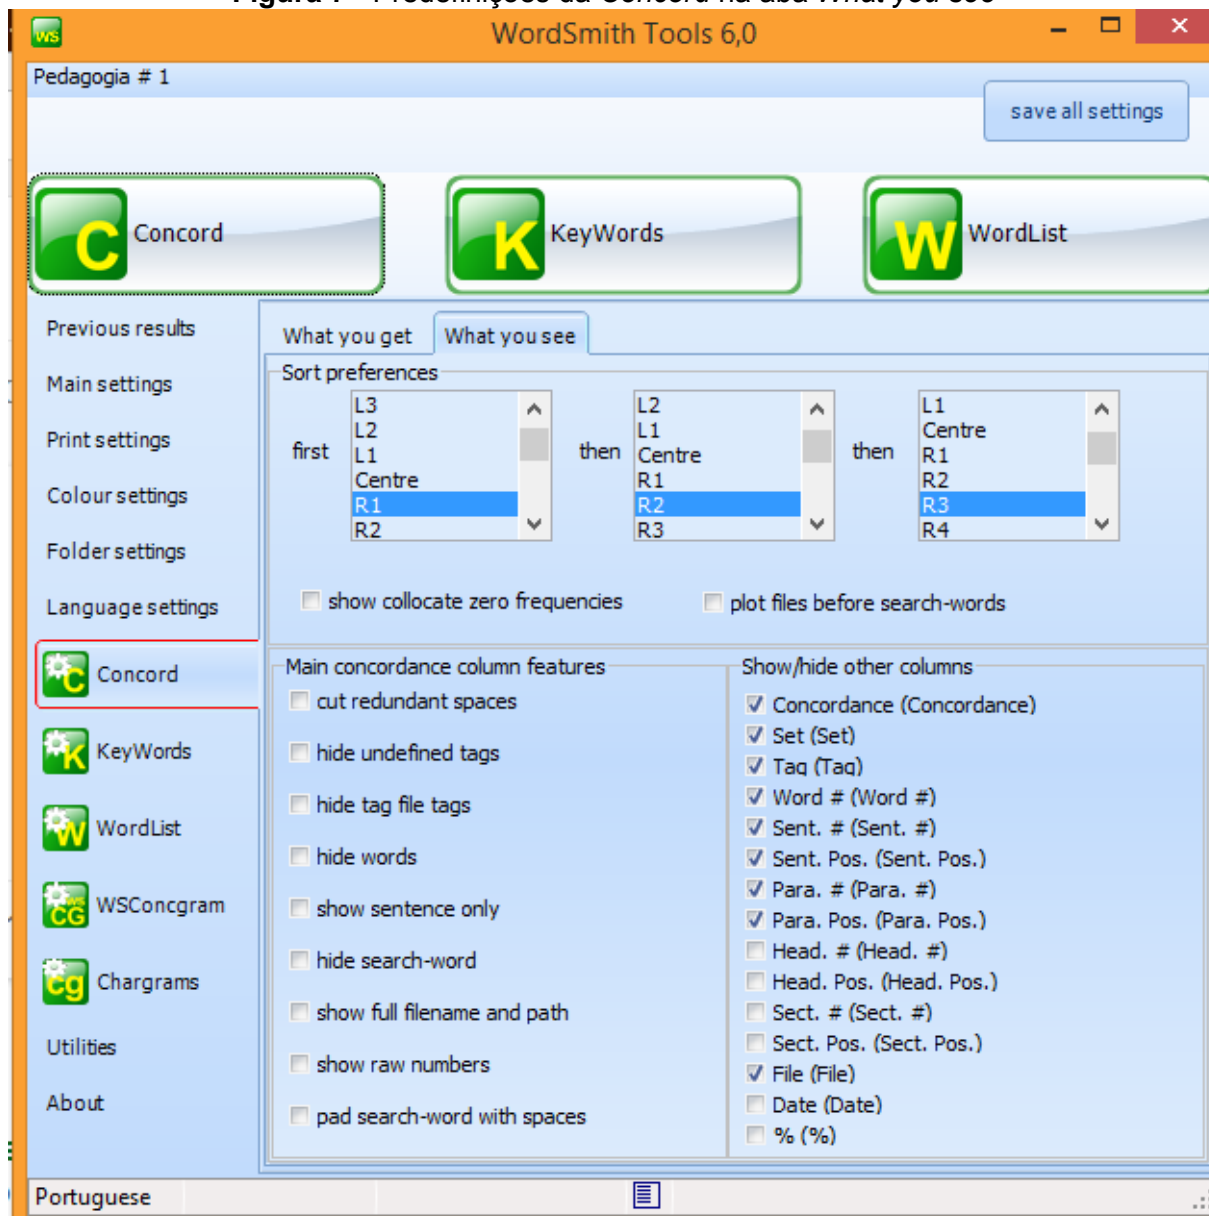 WordSmith Tools 6,0
Pedagogia # 1
save all settings
C Concord
K KeyWords
W WordList
Previous results
Main settings
Print settings
Colour settings
Folder settings
Language settings
Concord
KeyWords
WordList
WSConcgram
Chargrams
Utilities
About
What you get
What you see
Sort preferences
first
L3
L2
L1
Centre
R1
R2
then
L2
L1
Centre
R1
R2
R3
then
L1
Centre
R1
R2
R3
R4
show collocate zero frequencies
plot files before search-words
Main concordance column features
cut redundant spaces
hide undefined tags
hide tag file tags
hide words
show sentence only
hide search-word
show full filename and path
show raw numbers
pad search-word with spaces
Show/hide other columns
Concordance (Concordance)
Set (Set)
Tag (Tag)
Word # (Word #)
Sent. # (Sent. #)
Sent. Pos. (Sent. Pos.)
Para. # (Para. #)
Para. Pos. (Para. Pos.)
Head. # (Head. #)
Head. Pos. (Head. Pos.)
Sect. # (Sect. #)
Sect. Pos. (Sect. Pos.)
File (File)
Date (Date)
% (%)
Portuguese